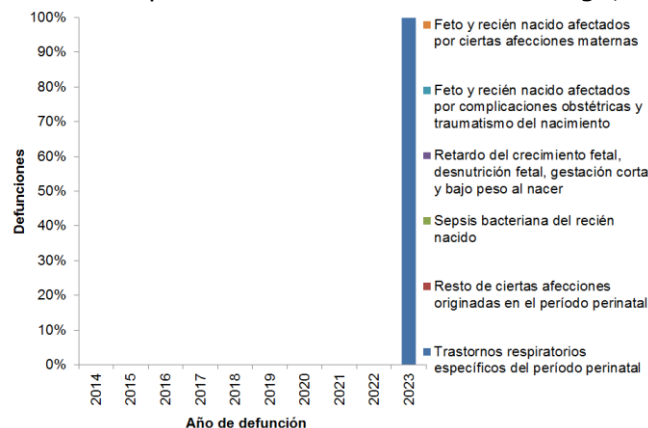 100%
90%
80%
70%
60%
50%
40%
30%
20%
10%
0%
Defunciones
2014
2015
2016
2017
2018
2019
2020
2021
2022
2023
Año de defunción
Feto y recién nacido afectados
por ciertas afecciones maternas
Feto y recién nacido afectados
por complicaciones obstétricas y
traumatismo del nacimiento
Retardo del crecimiento fetal,
desnutrición fetal, gestación corta
y bajo peso al nacer
Sepsis bacteriana del recién
nacido
Resto de ciertas afecciones
originadas en el período perinatal
Trastornos respiratorios
específicos del período perinatal